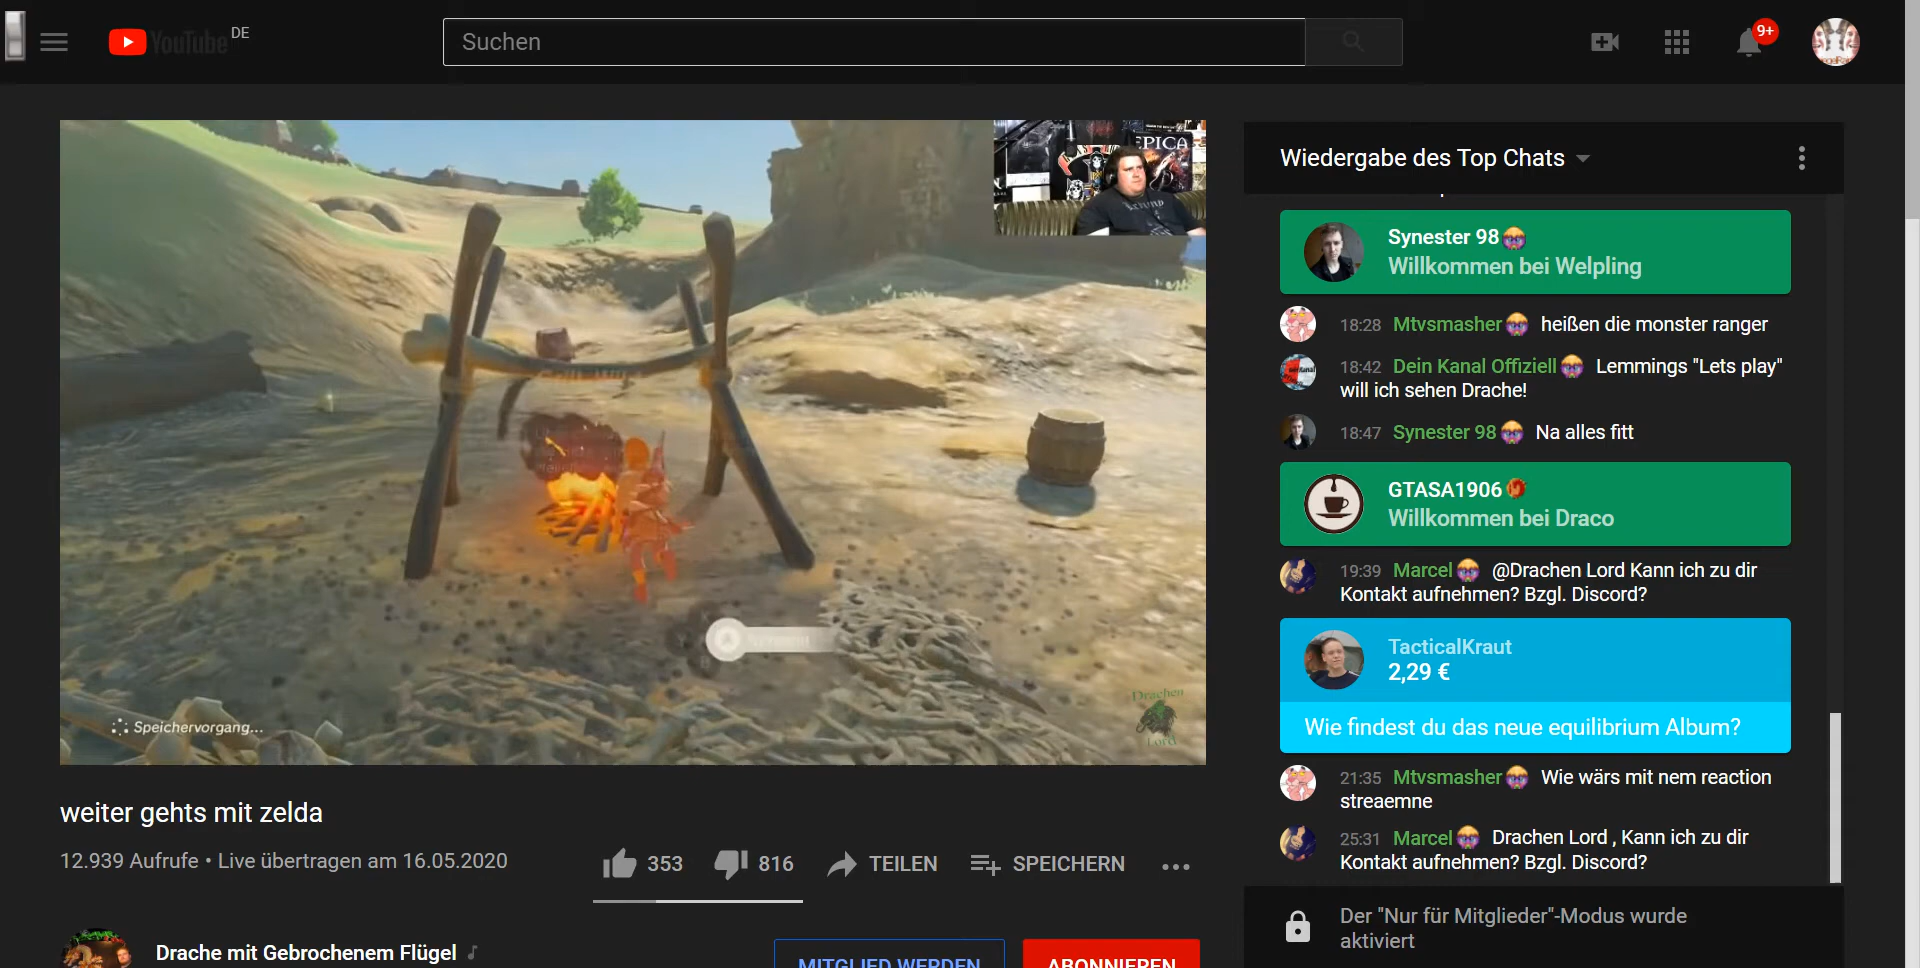 YouTube DE
Suchen
9+
EPICA
Speichervorgang...
Drachen
Lord
weiter gehts mit zelda
12.939 Aufrufe • Live übertragen am 16.05.2020
353
816
TEILEN
SPEICHERN
Drache mit Gebrochenem Flügel
MITGLIED WERDEN
ABONNIEREN
Wiedergabe des Top Chats
Synester 98
Willkommen bei Welpling
18:28 Mtvsmasher heißen die monster ranger
18:42 Dein Kanal Offiziell Lemmings "Lets play"
will ich sehen Drache!
18:47 Synester 98 Na alles fitt
GTASA1906
Willkommen bei Draco
19:39 Marcel @Drachen Lord Kann ich zu dir
Kontakt aufnehmen? Bzgl. Discord?
TacticalKraut
2,29 €
Wie findest du das neue equilibrium Album?
21:35 Mtvsmasher Wie wärs mit nem reaction
streaemne
25:31 Marcel Drachen Lord , Kann ich zu dir
Kontakt aufnehmen? Bzgl. Discord?
Der "Nur für Mitglieder"-Modus wurde
aktiviert